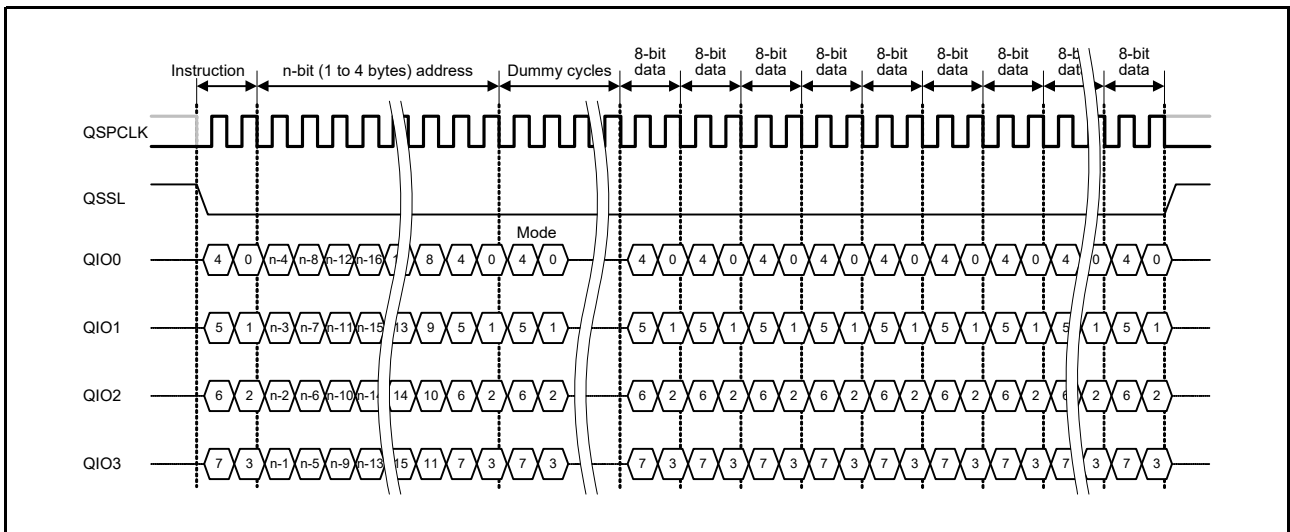 8-bit 8-bit 8-bit 8-bit 8-bit 8-bit 8-bit 8-bit
data data data data data data data data data
Instruction n-bit (1 to 4 bytes) address Dummy cycles
QSPCLK
QSSL
Mode
QIO0 4 0 n-4 n-8 n-12 n-16 8 4 0 4 0 4 0 4 0 4 0 4 0 4 0 4 0 4 0 4 0 4 0
QIO1 5 1 n-3 n-7 n-11 n-15 13 9 5 1 5 1 5 1 5 1 5 1 5 1 5 1 5 1 5 1 5 1 5 1
QIO2 6 2 n-2 n-6 n-10 n-14 14 10 6 2 6 2 6 2 6 2 6 2 6 2 6 2 6 2 6 2 6 2 6 2
QIO3 7 3 n-1 n-5 n-9 n-13 15 11 7 3 7 3 7 3 7 3 7 3 7 3 7 3 7 3 7 3 7 3 7 3